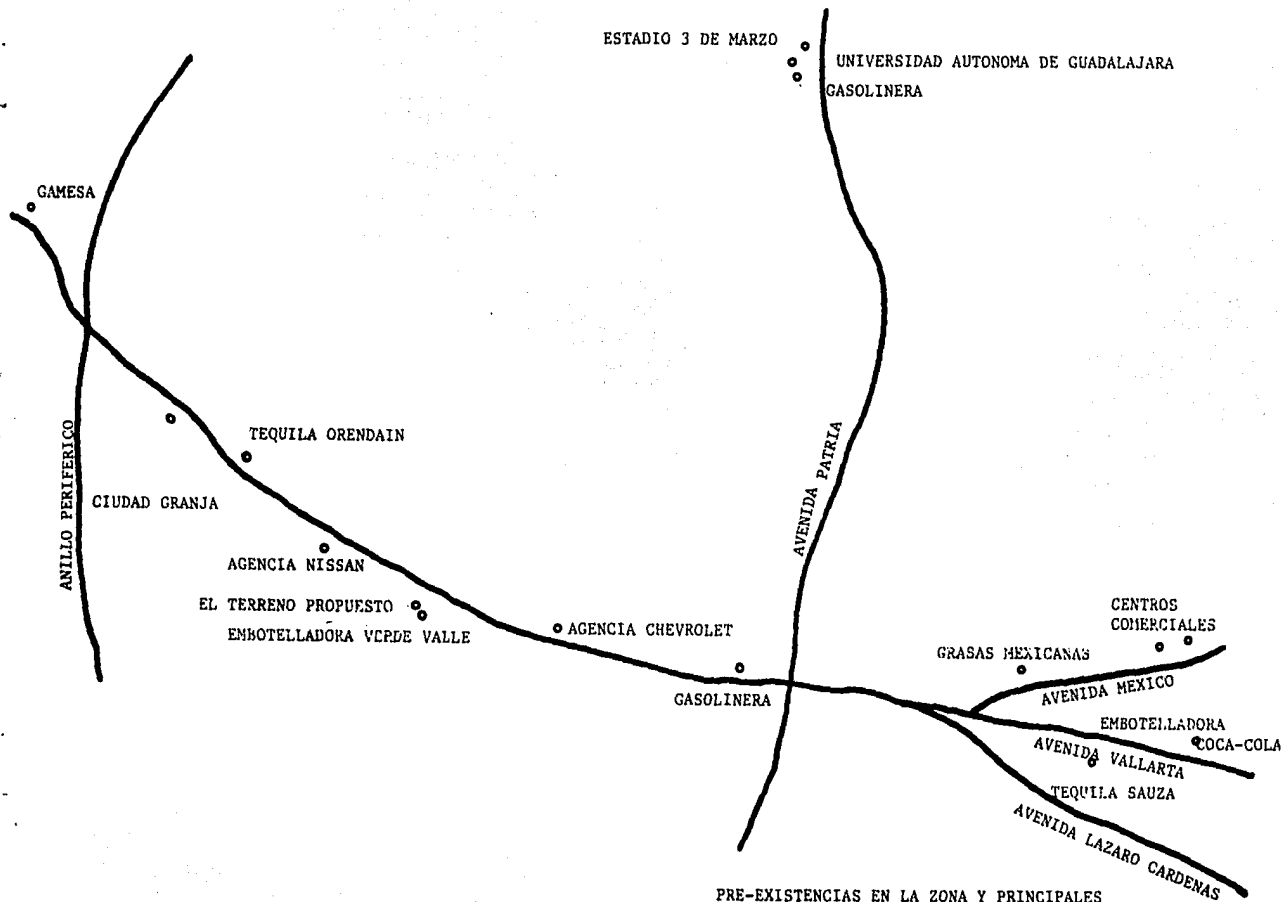 ESTADIO 3 DE MARZO
UNIVERSIDAD AUTONOMA DE GUADALAJARA
GASOLINERA
GAMESA
ANILLO PERIFERICO
TEQUILA ORENDAIN
CIUDAD GRANJA
AVENIDA PATRIA
AGENCIA NISSAN
EL TERRENO PROPUESTO
EMBOTELLADORA VERDE VALLE
AGENCIA CHEVROLET
GASOLINERA
CENTROS
COMERCIALES
GRASAS MEXICANAS
AVENIDA MEXICO
EMBOTELLADORA
COCA-COLA
AVENIDA VALLARTA
TEQUILA SAUZA
AVENIDA LAZARO CARDENAS
PRE-EXISTENCIAS EN LA ZONA Y PRINCIPALES